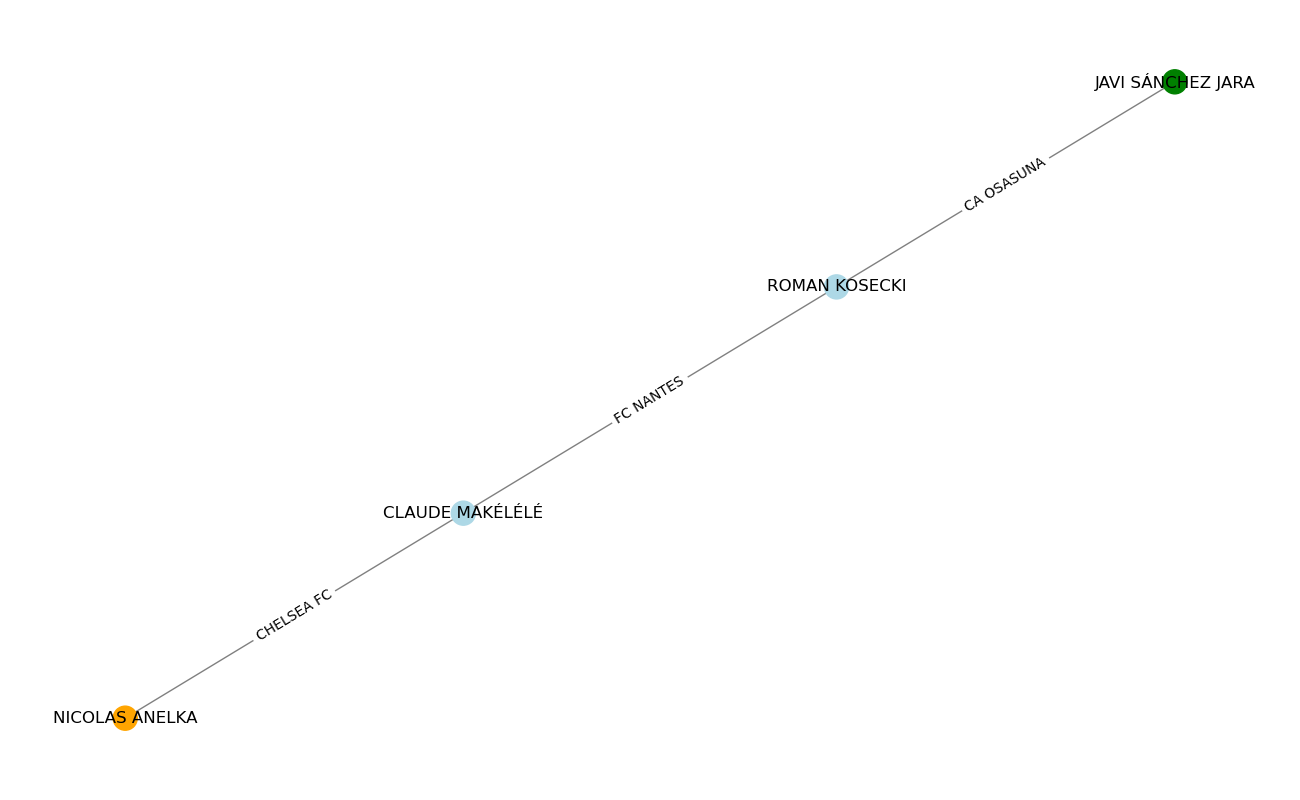 JAVI SÁNCHEZ JARA
CA OSASUNA
ROMAN KOSECKI
FC NANTES
CLAUDE MAKÉLÉLÉ
CHELSEA FC
NICOLAS ANELKA